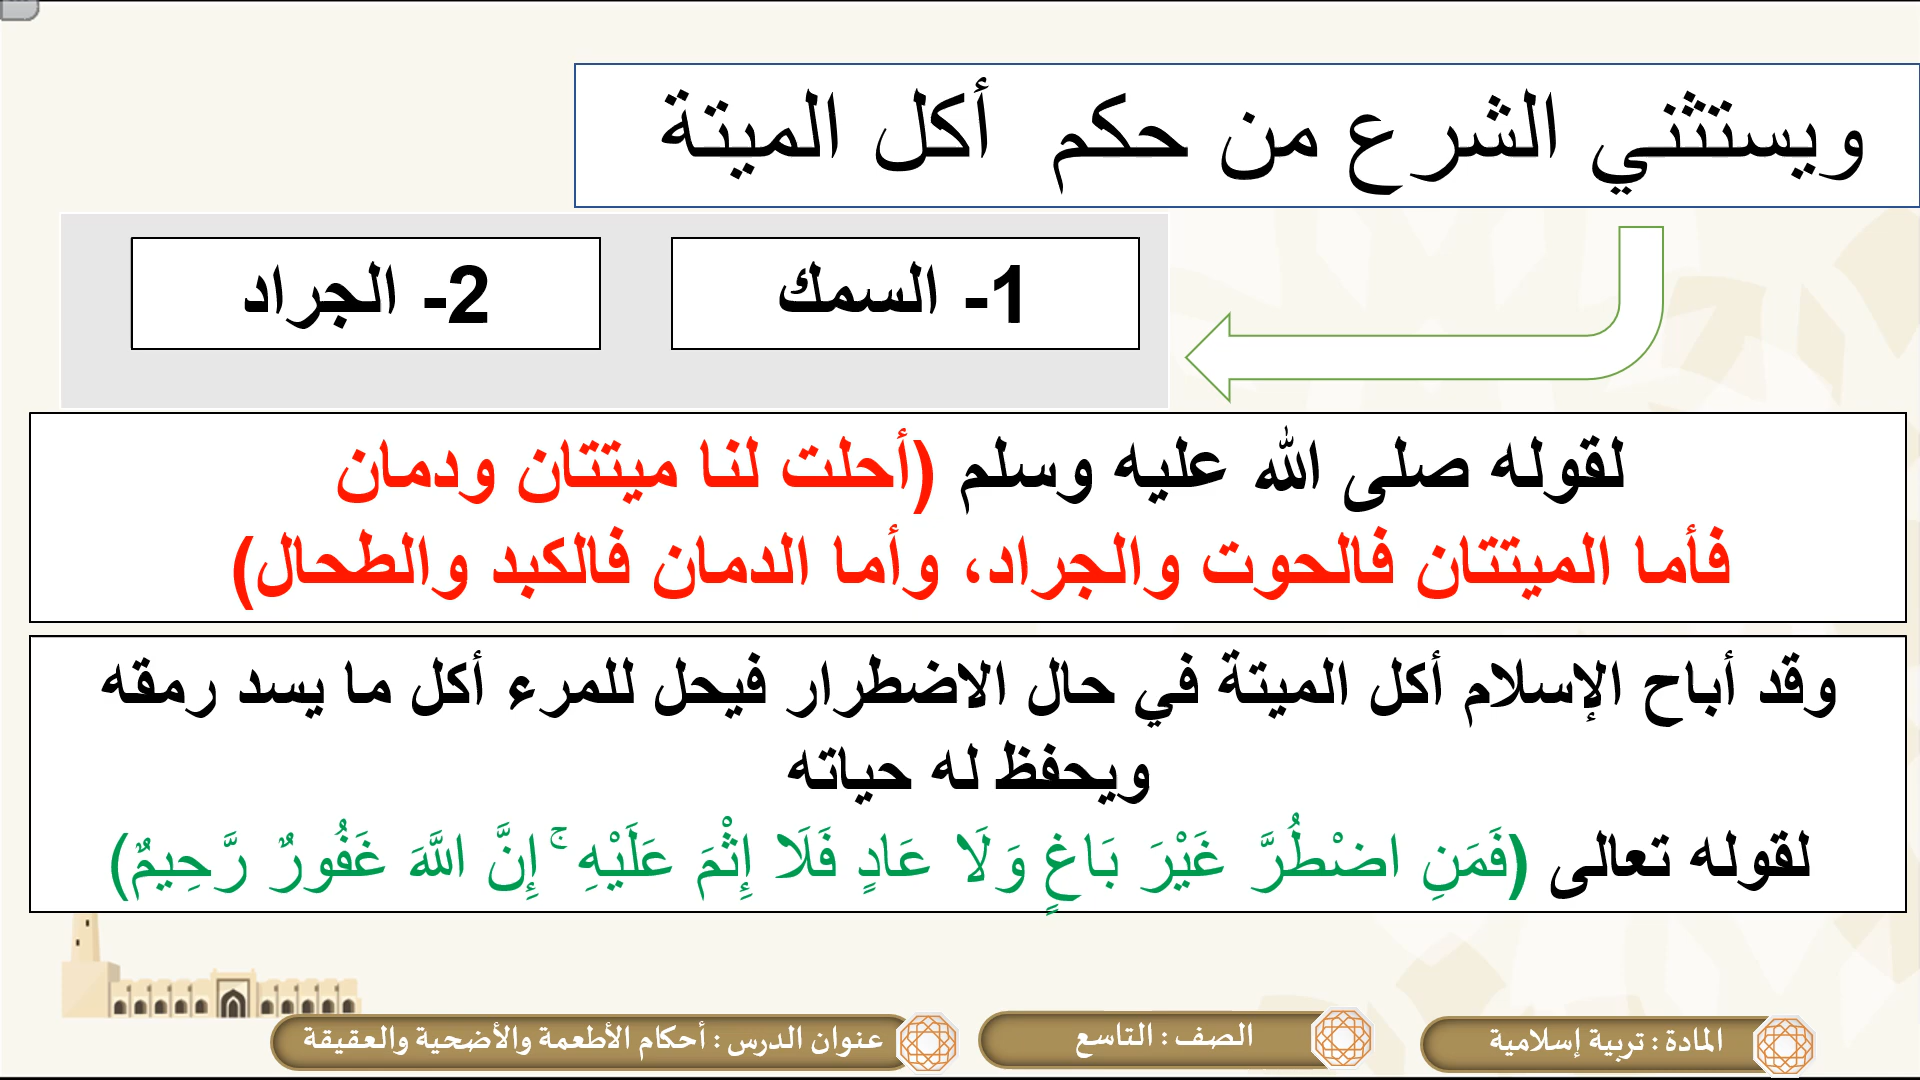 ويستثني الشرع من حكم أكل الميتة
1- السمك
2- الجراد
لقوله صلى الله عليه وسلم (أحلت لنا ميتتان ودمان
فأما الميتتان فالحوت والجراد، وأما الدمان فالكبد والطحال)
وقد أباح الإسلام أكل الميتة في حال الاضطرار فيحل للمرء أكل ما يسد رمقه
ويحفظ له حياته
لقوله تعالى (فَمَنِ اضْطُرَّ غَيْرَ بَاغٍ وَلَا عَادٍ فَلَا إِثْمَ عَلَيْهِ ۚ إِنَّ اللَّهَ غَفُورٌ رَّحِيمٌ)
المادة : تربية إسلامية
الصف : التاسع
عنوان الدرس : أحكام الأطعمة والأضحية والعقيقة